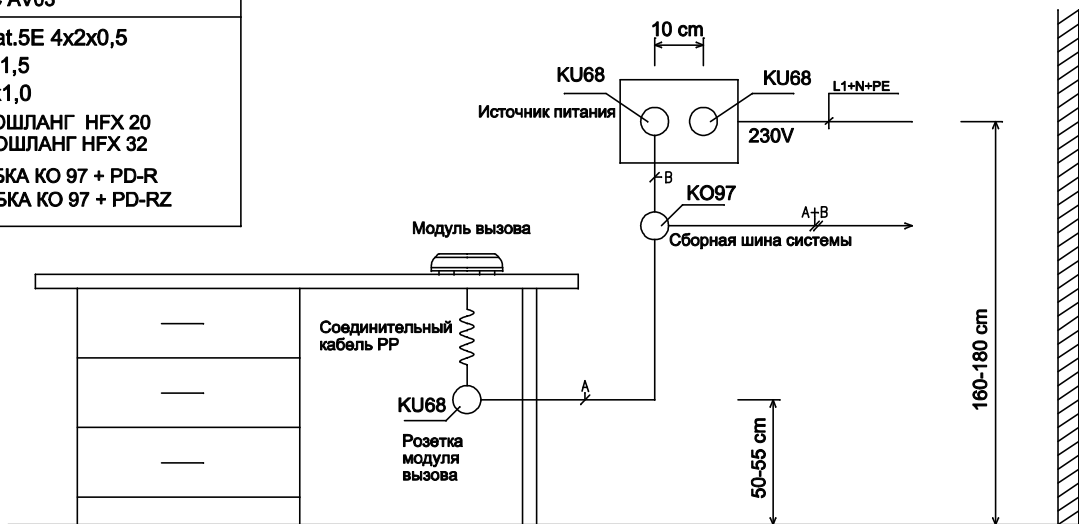 AV03
at.5E 4x2x0,5
1,5
x1,0
ОШЛАНГ HFX 20
ОШЛАНГ HFX 32
БКА КО 97 + PD-R
БКА КО 97 + PD-RZ
10 cm
KU68
KU68
Источник питания
L1+N+PE
230V
B
KO97
A+B
Сборная шина системы
Модуль вызова
Соединительный
кабель PP
A
KU68
Розетка
модуля
вызова
50-55 cm
160-180 cm